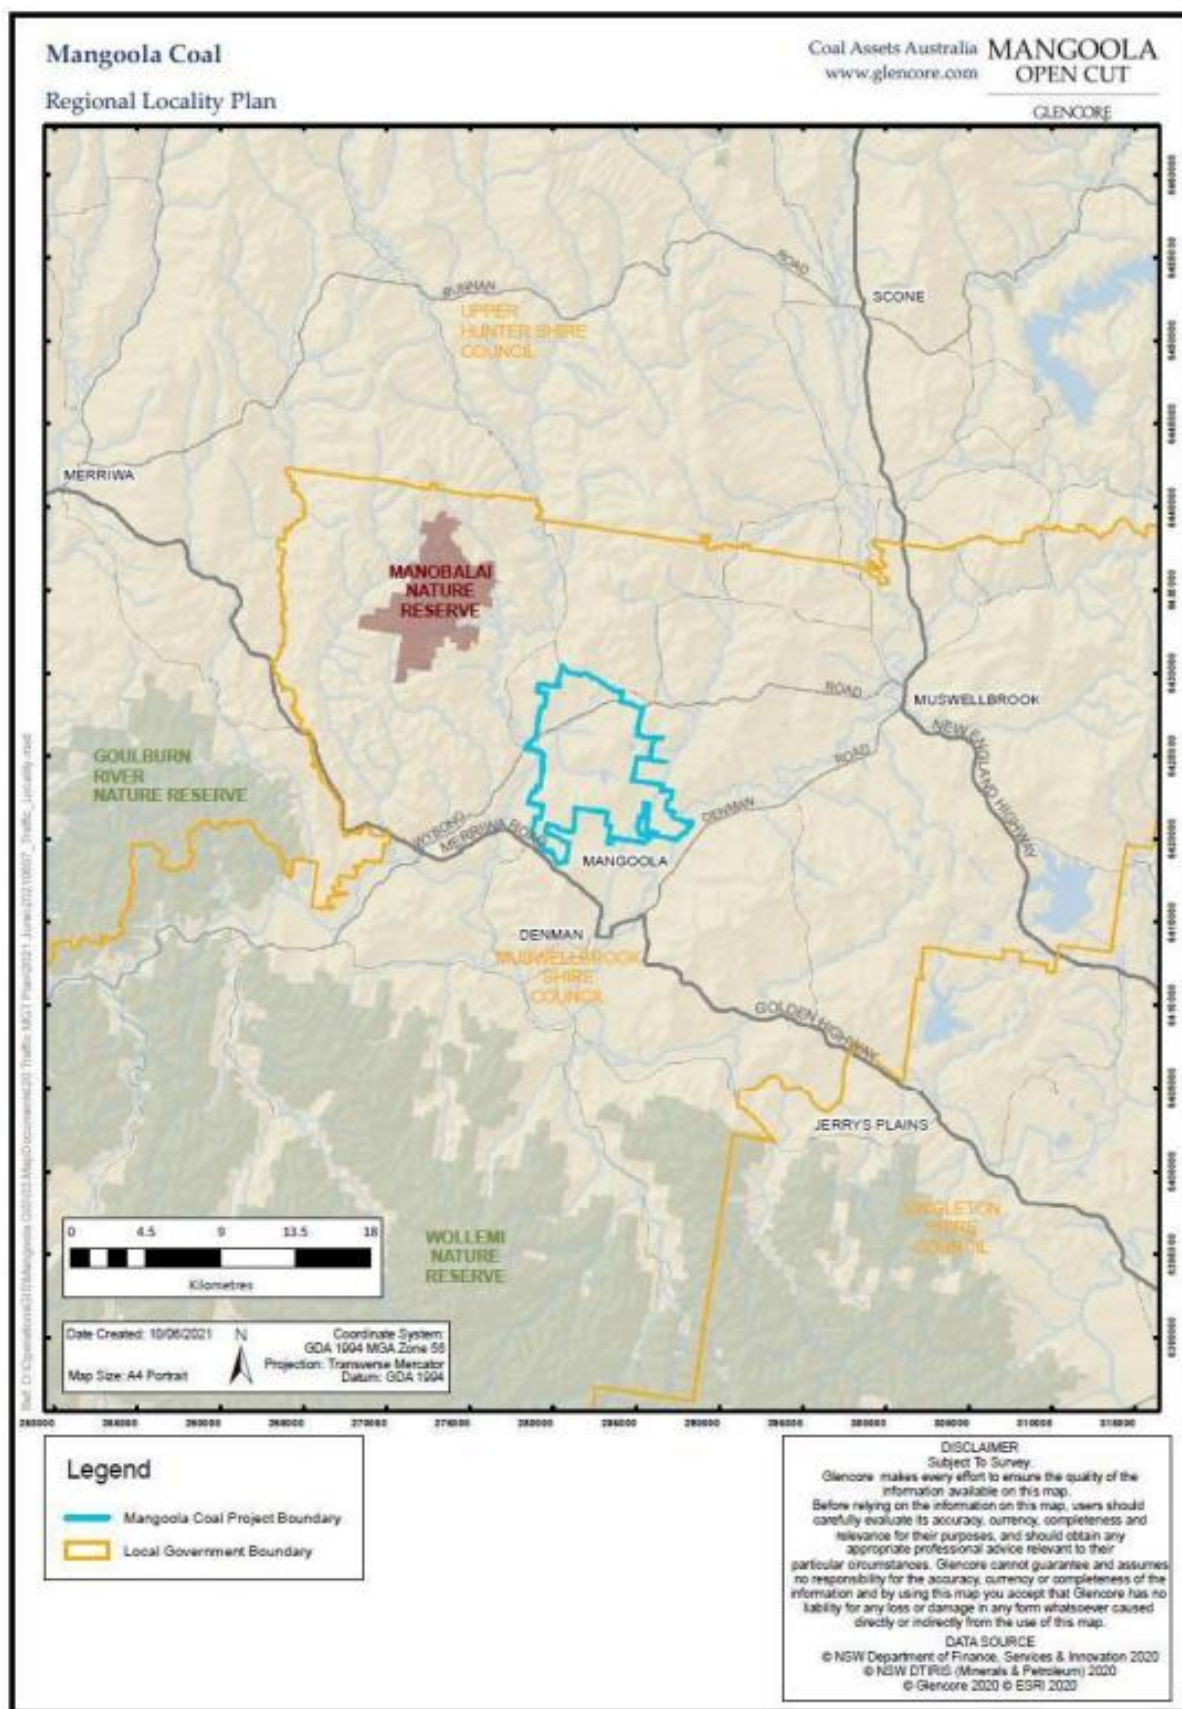 Mangoola Coal
Regional Locality Plan
Coal Assets Australia
www.glencore.com
MANGOOLA
OPEN CUT
GLENCORE
ROAD
SCONE
BUNNAN
UPPER
HUNTER SHIRE
COUNCIL
MERRIWA
MANOBALAI
NATURE
RESERVE
ROAD
MUSWELLBROOK
NEW ENGLAND HIGHWAY
GOULBURN
RIVER
NATURE RESERVE
ROAD
DENMAN
WYBONG
MERRIWA ROAD
MANGOOLA
DENMAN
MUSWELLBROOK
SHIRE
COUNCIL
GOLDEN HIGHWAY
JERRYS PLAINS
SINGLETON
SHIRE
COUNCIL
WOLLEMI
NATURE
RESERVE
0 4.5 9 13.5 18
Kilometres
Date Created: 10/06/2021
Map Size: A4 Portrait
N
Coordinate System:
GDA 1994 MGA Zone 56
Projection: Transverse Mercator
Datum: GDA 1994
Legend
Mangoola Coal Project Boundary
Local Government Boundary
DISCLAIMER
Subject To Survey
Glencore makes every effort to ensure the quality of the
information available on this map.
Before relying on the information on this map, users should
carefully evaluate its accuracy, currency, completeness and
relevance for their purposes, and should obtain any
appropriate professional advice relevant to their
particular circumstances. Glencore cannot guarantee and assumes
no responsibility for the accuracy, currency or completeness of the
information and by using this map you accept that Glencore has no
liability for any loss or damage in any form whatsoever caused
directly or indirectly from the use of this map.
DATA SOURCE
© NSW Department of Finance, Services & Innovation 2020
© NSW DTIRIS (Minerals & Petroleum) 2020
© Glencore 2020 © ESRI 2020